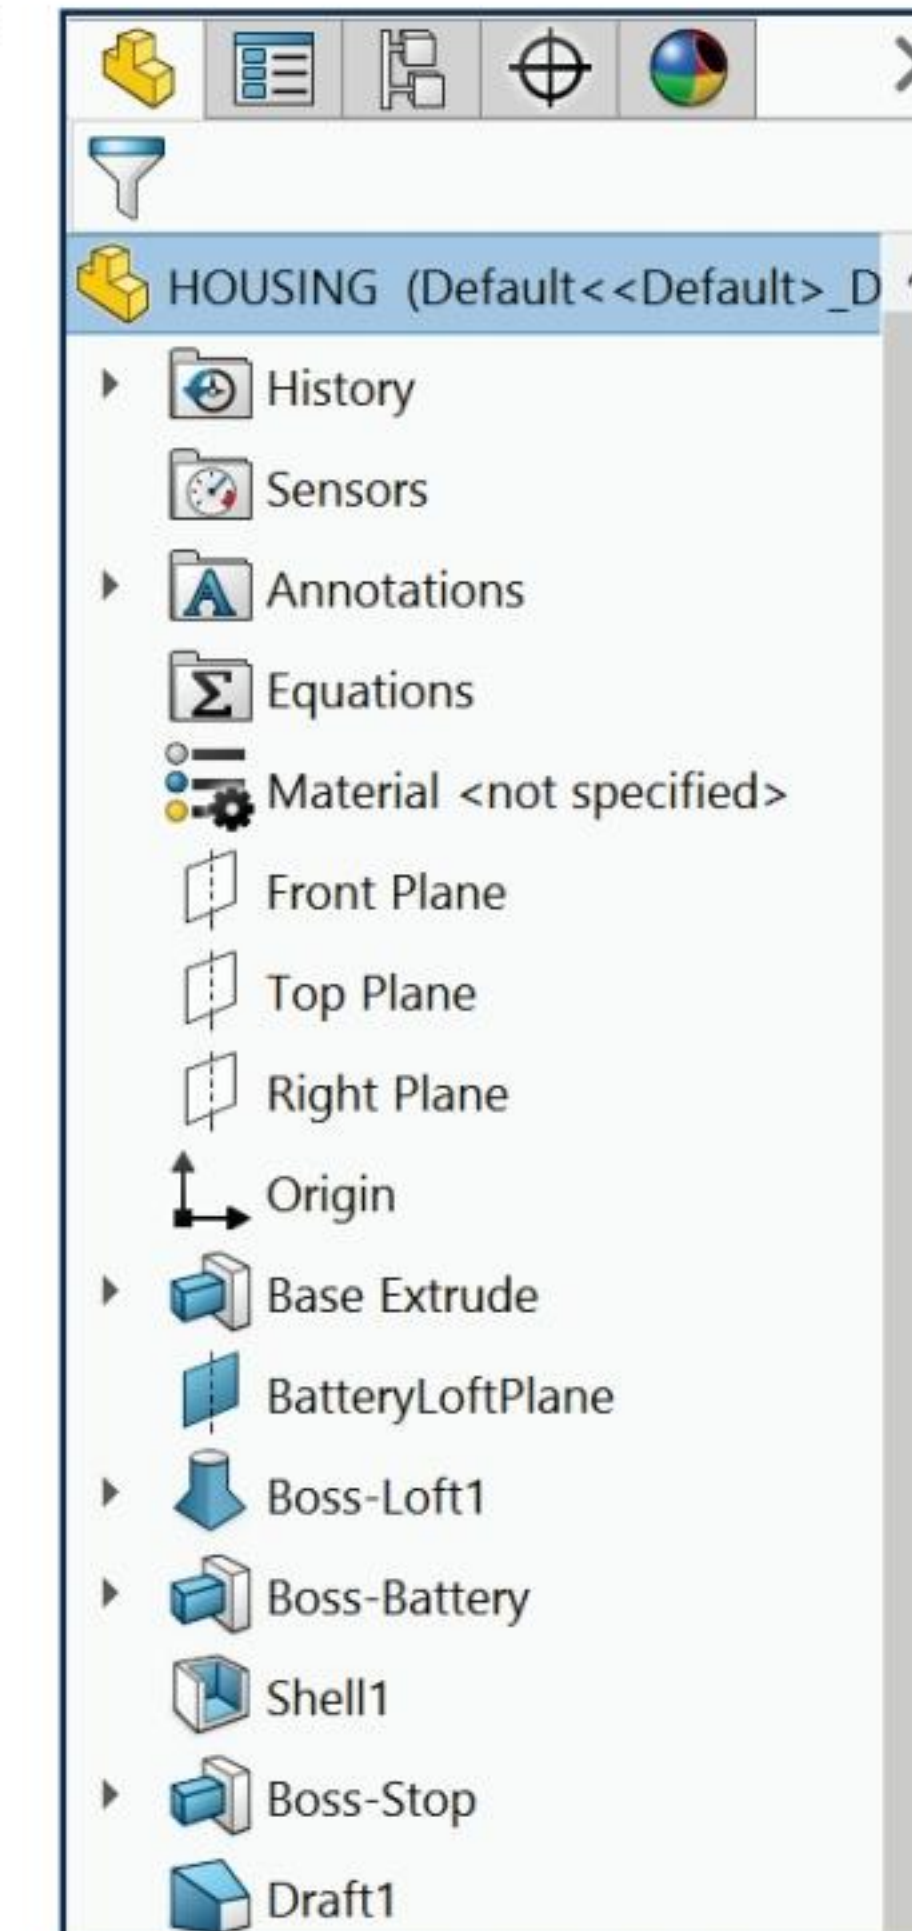 HOUSING (Default<<Default>_D
History
Sensors
Annotations
Equations
Material <not specified>
Front Plane
Top Plane
Right Plane
Origin
Base Extrude
BatteryLoftPlane
Boss-Loft1
Boss-Battery
Shell1
Boss-Stop
Draft1